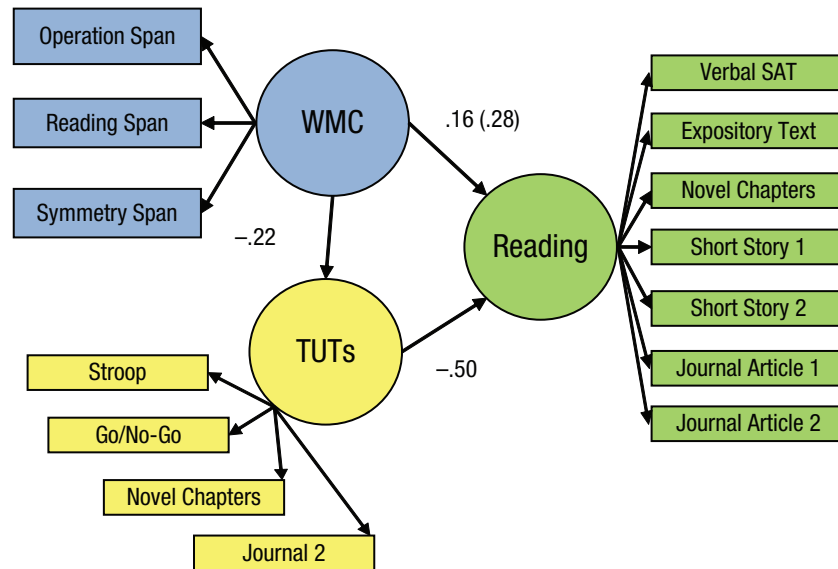 Operation Span
Reading Span
Symmetry Span
WMC
.16 (.28)
–.22
Reading
TUTs
–.50
Verbal SAT
Expository Text
Novel Chapters
Short Story 1
Short Story 2
Journal Article 1
Journal Article 2
Stroop
Go/No-Go
Novel Chapters
Journal 2